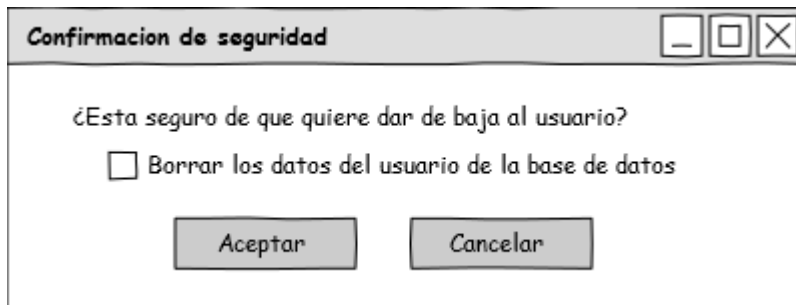 Confirmacion de seguridad
¿Esta seguro de que quiere dar de baja al usuario?
Borrar los datos del usuario de la base de datos
Aceptar Cancelar